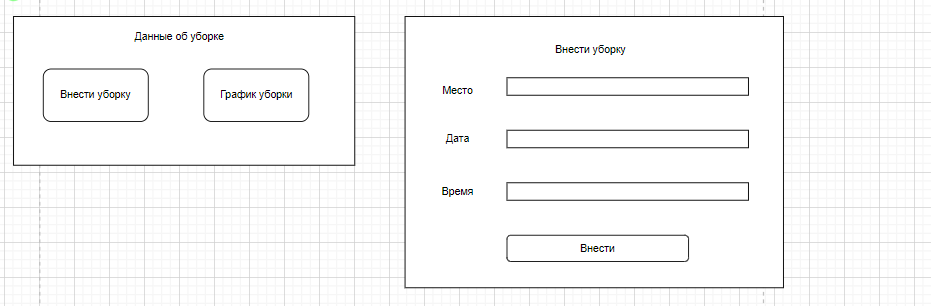 Данные об уборке
Внести уборку
График уборки
Внести уборку
Место
Дата
Время
Внести